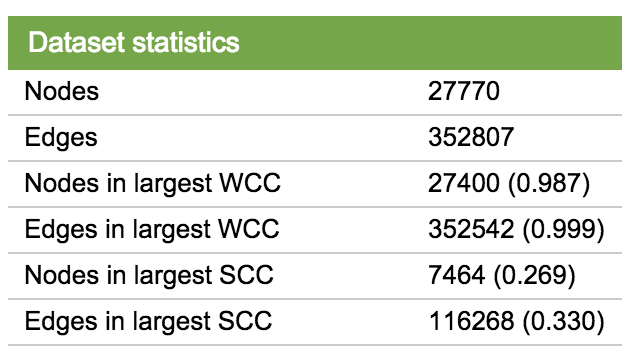 Dataset statistics
Nodes 27770
Edges 352807
Nodes in largest WCC 27400 (0.987)
Edges in largest WCC 352542 (0.999)
Nodes in largest SCC 7464 (0.269)
Edges in largest SCC 116268 (0.330)